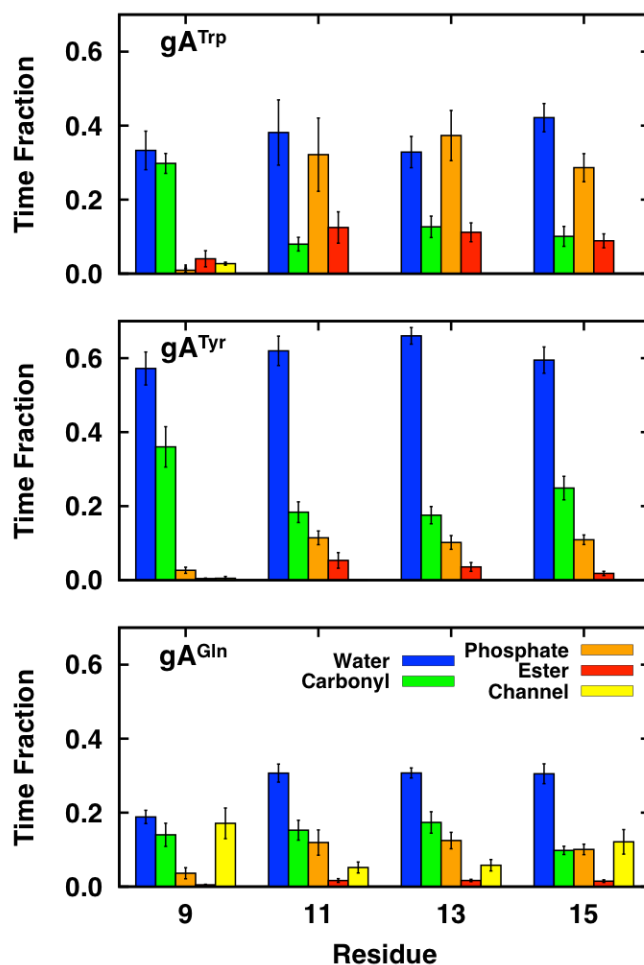 gA^Trp
Time Fraction
0.6
0.4
0.2
0.0
gA^Tyr
Time Fraction
0.6
0.4
0.2
0.0
gA^Gln
Water
Carbonyl
Phosphate
Ester
Channel
Time Fraction
0.6
0.4
0.2
0.0
9 11 13 15
Residue